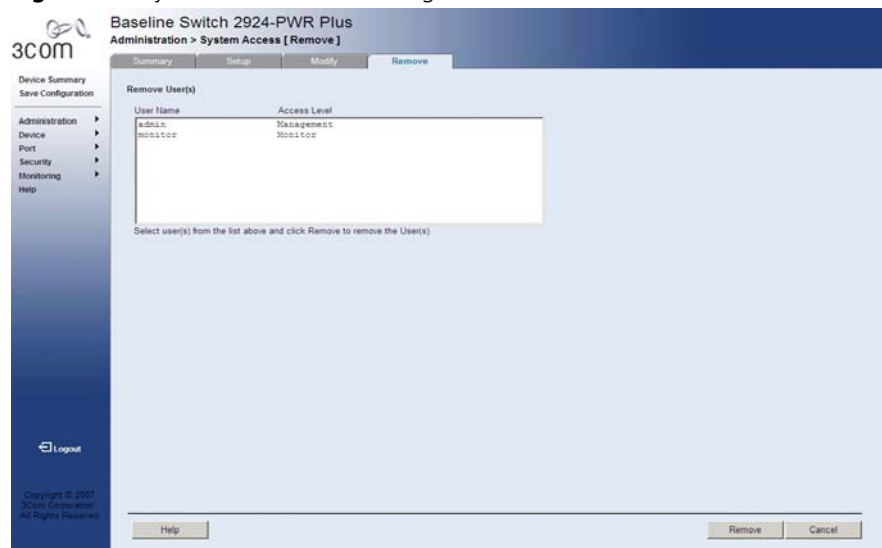 3COM
Baseline Switch 2924-PWR Plus
Administration > System Access [ Remove ]
Summary Setup Modify Remove
Device Summary
Save Configuration
Administration
Device
Port
Security
Monitoring
Help
Remove User(s)
User Name Access Level
admin Management
monitor Monitor
Select user(s) from the list above and click Remove to remove the User(s)
Logout
Copyright © 2007
3Com Corporation
All Rights Reserved
Help Remove Cancel